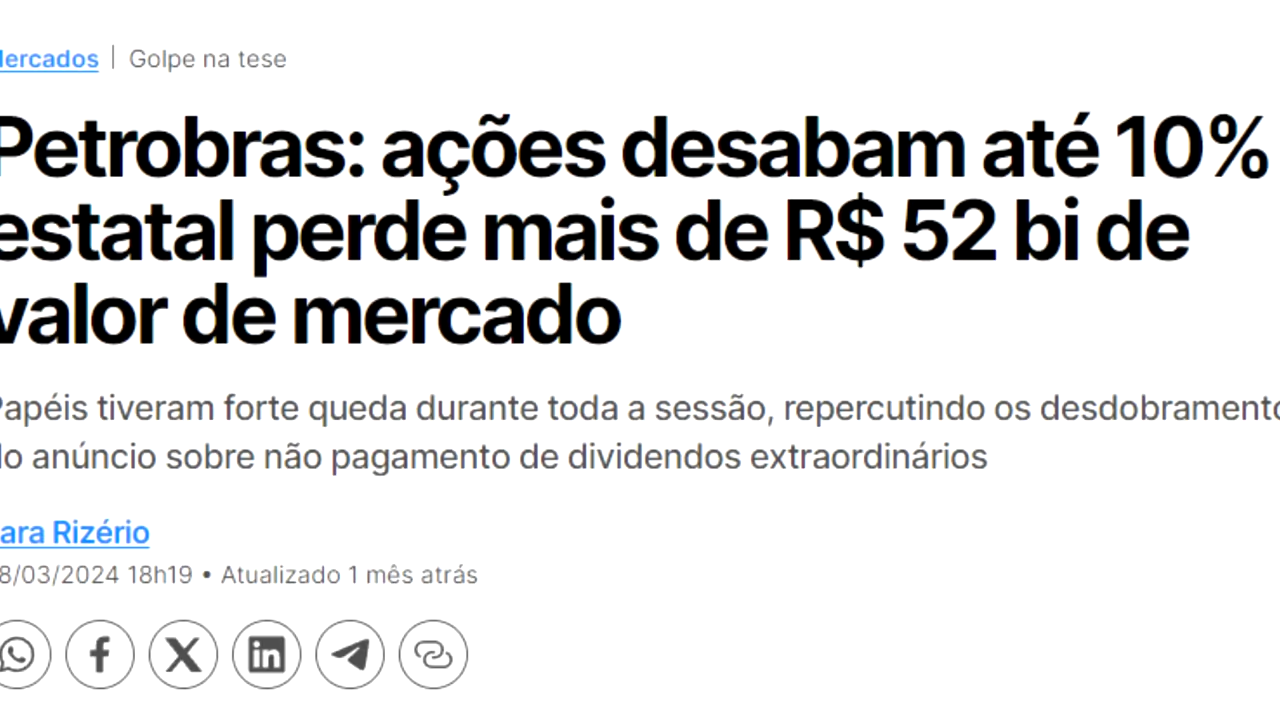 Mercados | Golpe na tese
Petrobras: ações desabam até 10%
estatal perde mais de R$ 52 bi de
valor de mercado
Papéis tiveram forte queda durante toda a sessão, repercutindo os desdobramento
do anúncio sobre não pagamento de dividendos extraordinários
ara Rizério
8/03/2024 18h19 • Atualizado 1 mês atrás